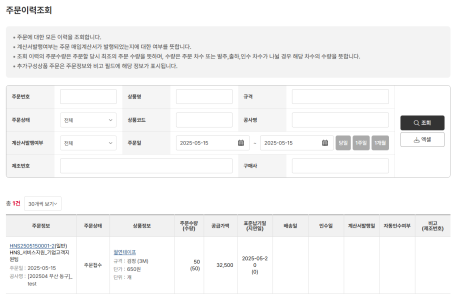 주문이력조회
• 주문에 대한 모든 이력을 조회합니다.
• 계산서발행여부는 주문 매입계산서가 발행되었는지에 대한 여부를 뜻합니다.
• 조회 이력의 주문수량은 주문할 당시 최초의 주문 수량을 뜻하며, 수량은 주문 차수 또는 발주,출하,인수 차수가 나뉠 경우 해당 차수의 수량을 뜻합니다.
• 추가구성상품 주문은 주문정보와 비고 필드에 해당 정보가 표시됩니다.
주문번호 상품명 규격
주문상태 전체 상품코드 공사명
계산서발행여부 전체 주문일 2025-05-15 - 2025-05-15 당일 1주일 1개월
제조번호 구매사
조회
엑셀
총 1건 30개씩 보기
주문정보 주문상태 상품정보 주문수량 (수량) 공급가액 표준납기일 (지연일) 배송일 인수일 계산서발행일 자동인수여부 비고 (제조번호)
HNS2505150001-2(일반)
HNS_서비스지원_기업고객지원팀
주문일 : 2025-05-15
공사명 : [202504 부산 동구]_test
주문접수
일반테이프
규격 : 검정 (3M)
단가 : 650원
단위 : 개
50
(50)
32,500
2025-05-20
(0)